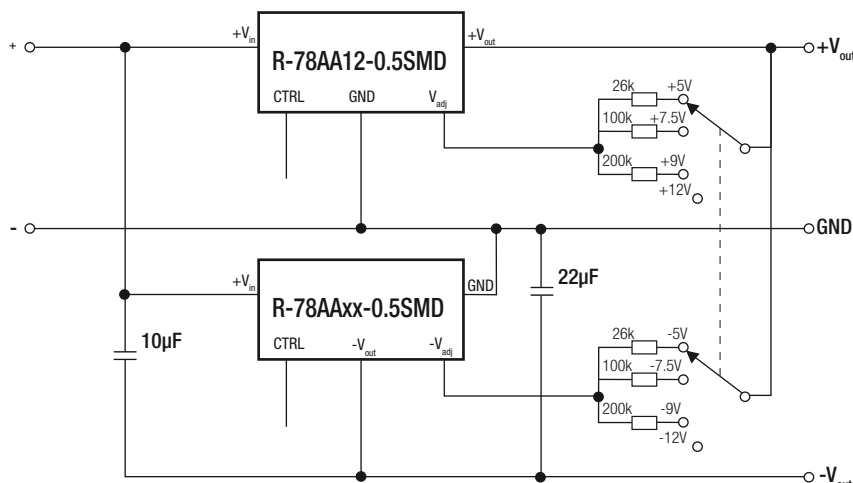 +
+Vin
R-78AA12-0.5SMD
+Vout
+Vout
CTRL
GND
Vadj
26k
+5V
100k
+7.5V
200k
+9V
+12V
-
GND
+Vin
R-78AAxx-0.5SMD
GND
22µF
10µF
CTRL
-Vout
-Vadj
26k
-5V
100k
-7.5V
200k
-9V
-12V
-Vout